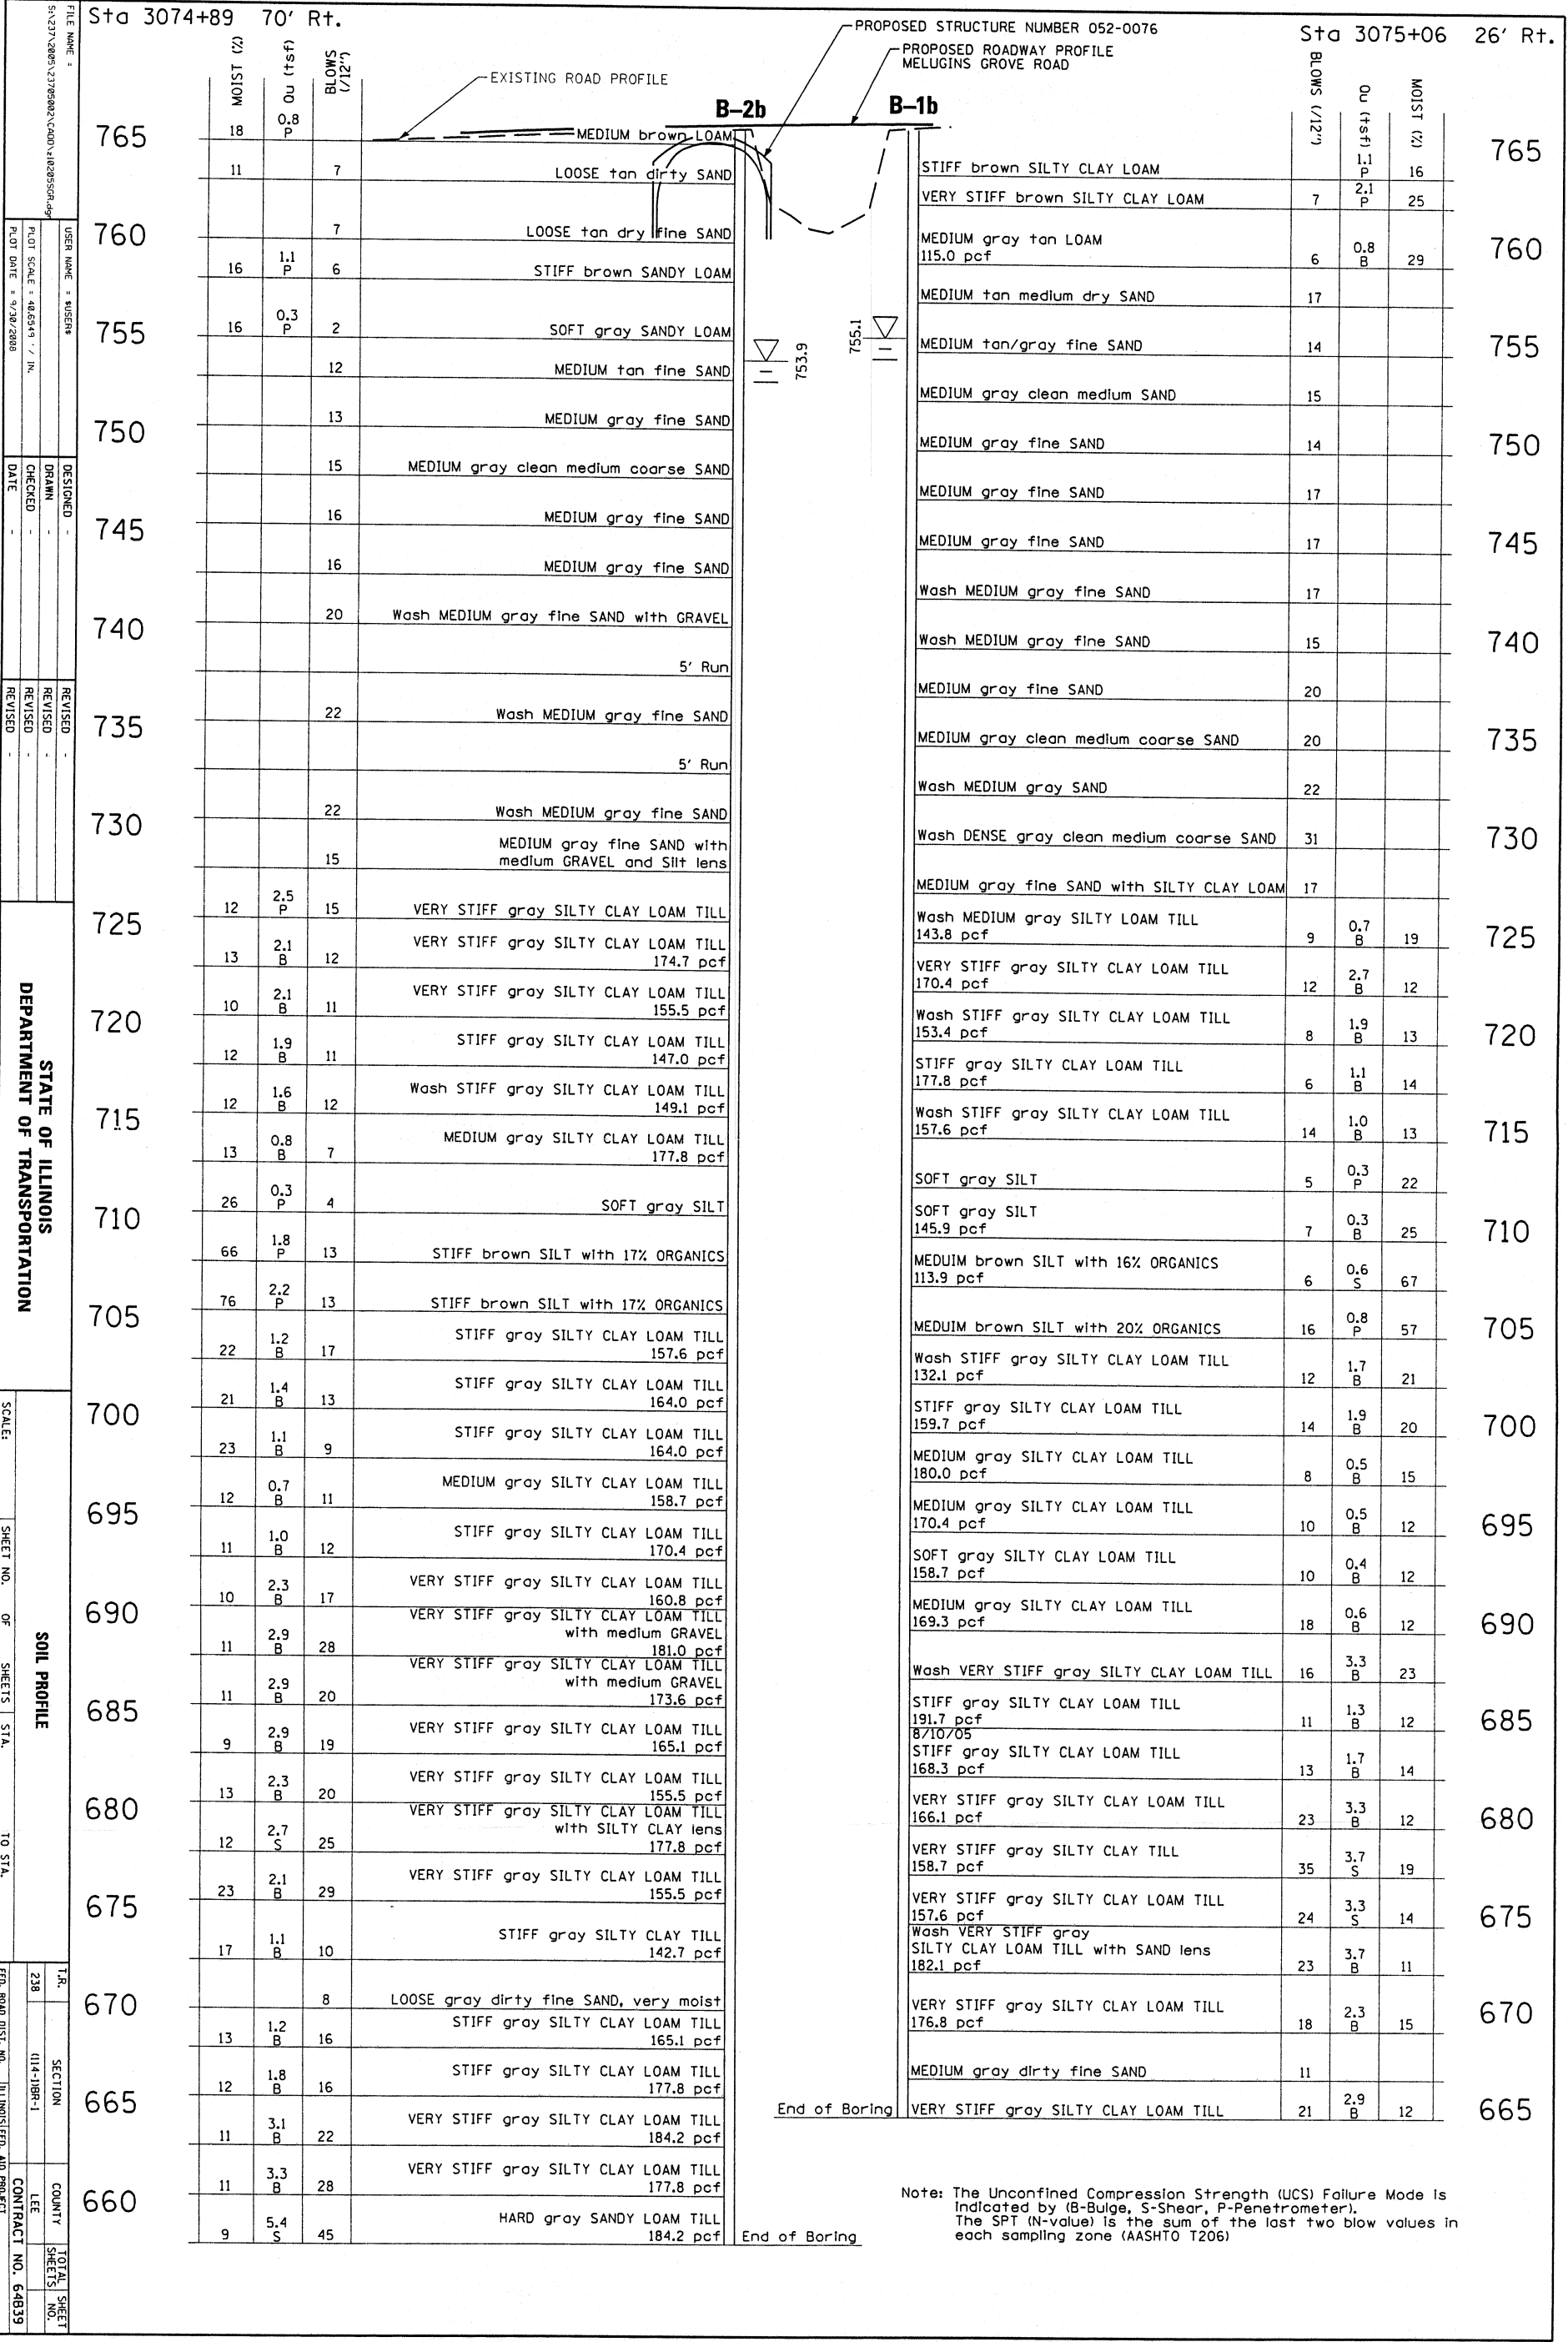 Sta 3074+89 70' Rt.
Sta 3075+06 26' Rt.
PROPOSED STRUCTURE NUMBER 052-0076
PROPOSED ROADWAY PROFILE
MELUGINS GROVE ROAD
EXISTING ROAD PROFILE
B-2b
B-1b
MOIST (%)
Qu (tsf)
BLOWS (/12")
765
18 0.8 P MEDIUM brown LOAM
11 7 LOOSE tan dirty SAND
760
7 LOOSE tan dry fine SAND
16 1.1 P 6 STIFF brown SANDY LOAM
755
16 0.3 P 2 SOFT gray SANDY LOAM
753.9
12 MEDIUM tan fine SAND
750
13 MEDIUM gray fine SAND
15 MEDIUM gray clean medium coarse SAND
745
16 MEDIUM gray fine SAND
16 MEDIUM gray fine SAND
740
20 Wash MEDIUM gray fine SAND with GRAVEL
5' Run
735
22 Wash MEDIUM gray fine SAND
5' Run
730
22 Wash MEDIUM gray fine SAND
MEDIUM gray fine SAND with
15 medium GRAVEL and Silt lens
725
12 2.5 P 15 VERY STIFF gray SILTY CLAY LOAM TILL
VERY STIFF gray SILTY CLAY LOAM TILL
13 2.1 B 12 174.7 pcf
720
VERY STIFF gray SILTY CLAY LOAM TILL
10 2.1 B 11 155.5 pcf
STIFF gray SILTY CLAY LOAM TILL
12 1.9 B 11 147.0 pcf
715
Wash STIFF gray SILTY CLAY LOAM TILL
12 1.6 B 12 149.1 pcf
MEDIUM gray SILTY CLAY LOAM TILL
13 0.8 B 7 177.8 pcf
710
26 0.3 P 4 SOFT gray SILT
66 1.8 P 13 STIFF brown SILT with 17% ORGANICS
705
76 2.2 P 13 STIFF brown SILT with 17% ORGANICS
STIFF gray SILTY CLAY LOAM TILL
22 1.2 B 17 157.6 pcf
700
STIFF gray SILTY CLAY LOAM TILL
21 1.4 B 13 164.0 pcf
STIFF gray SILTY CLAY LOAM TILL
23 1.1 B 9 164.0 pcf
695
MEDIUM gray SILTY CLAY LOAM TILL
12 0.7 B 11 158.7 pcf
STIFF gray SILTY CLAY LOAM TILL
11 1.0 B 12 170.4 pcf
690
VERY STIFF gray SILTY CLAY LOAM TILL
10 2.3 B 17 160.8 pcf
VERY STIFF gray SILTY CLAY LOAM TILL
with medium GRAVEL
11 2.9 B 28 181.0 pcf
685
VERY STIFF gray SILTY CLAY LOAM TILL
with medium GRAVEL
11 2.9 B 20 173.6 pcf
VERY STIFF gray SILTY CLAY LOAM TILL
9 2.9 B 19 165.1 pcf
680
VERY STIFF gray SILTY CLAY LOAM TILL
13 2.3 B 20 155.5 pcf
VERY STIFF gray SILTY CLAY LOAM TILL
with SILTY CLAY lens
12 2.7 S 25 177.8 pcf
675
VERY STIFF gray SILTY CLAY LOAM TILL
23 2.1 B 29 155.5 pcf
STIFF gray SILTY CLAY TILL
17 1.1 B 10 142.7 pcf
670
8 LOOSE gray dirty fine SAND, very moist
STIFF gray SILTY CLAY LOAM TILL
13 1.2 B 16 165.1 pcf
665
STIFF gray SILTY CLAY LOAM TILL
12 1.8 B 16 177.8 pcf
VERY STIFF gray SILTY CLAY LOAM TILL
11 3.1 B 22 184.2 pcf
660
VERY STIFF gray SILTY CLAY LOAM TILL
11 3.3 B 28 177.8 pcf
HARD gray SANDY LOAM TILL
9 5.4 S 45 184.2 pcf End of Boring
BLOWS (/12")
Qu (tsf)
MOIST (%)
765
STIFF brown SILTY CLAY LOAM 1.1 P 16
VERY STIFF brown SILTY CLAY LOAM 7 2.1 P 25
760
MEDIUM gray tan LOAM
115.0 pcf 6 0.8 B 29
MEDIUM tan medium dry SAND 17
755.1
755
MEDIUM tan/gray fine SAND 14
MEDIUM gray clean medium SAND 15
750
MEDIUM gray fine SAND 14
MEDIUM gray fine SAND 17
745
MEDIUM gray fine SAND 17
Wash MEDIUM gray fine SAND 17
740
Wash MEDIUM gray fine SAND 15
MEDIUM gray fine SAND 20
735
MEDIUM gray clean medium coarse SAND 20
Wash MEDIUM gray SAND 22
730
Wash DENSE gray clean medium coarse SAND 31
MEDIUM gray fine SAND with SILTY CLAY LOAM 17
725
Wash MEDIUM gray SILTY LOAM TILL
143.8 pcf 9 0.7 B 19
VERY STIFF gray SILTY CLAY LOAM TILL
170.4 pcf 12 2.7 B 12
720
Wash STIFF gray SILTY CLAY LOAM TILL
153.4 pcf 8 1.9 B 13
STIFF gray SILTY CLAY LOAM TILL
177.8 pcf 6 1.1 B 14
715
Wash STIFF gray SILTY CLAY LOAM TILL
157.6 pcf 14 1.0 B 13
SOFT gray SILT 5 0.3 P 22
710
SOFT gray SILT
145.9 pcf 7 0.3 B 25
MEDUIM brown SILT with 16% ORGANICS
113.9 pcf 6 0.6 S 67
705
MEDUIM brown SILT with 20% ORGANICS 16 0.8 P 57
Wash STIFF gray SILTY CLAY LOAM TILL
132.1 pcf 12 1.7 B 21
700
STIFF gray SILTY CLAY LOAM TILL
159.7 pcf 14 1.9 B 20
MEDIUM gray SILTY CLAY LOAM TILL
180.0 pcf 8 0.5 B 15
695
MEDIUM gray SILTY CLAY LOAM TILL
170.4 pcf 10 0.5 B 12
SOFT gray SILTY CLAY LOAM TILL
158.7 pcf 10 0.4 B 12
690
MEDIUM gray SILTY CLAY LOAM TILL
169.3 pcf 18 0.6 B 12
Wash VERY STIFF gray SILTY CLAY LOAM TILL 16 3.3 B 23
685
STIFF gray SILTY CLAY LOAM TILL
191.7 pcf 11 1.3 B 12
8/10/05
STIFF gray SILTY CLAY LOAM TILL
168.3 pcf 13 1.7 B 14
680
VERY STIFF gray SILTY CLAY LOAM TILL
166.1 pcf 23 3.3 B 12
VERY STIFF gray SILTY CLAY TILL
158.7 pcf 35 3.7 S 19
675
VERY STIFF gray SILTY CLAY LOAM TILL
157.6 pcf 24 3.3 S 14
Wash VERY STIFF gray
SILTY CLAY LOAM TILL with SAND lens
182.1 pcf 23 3.7 B 11
670
VERY STIFF gray SILTY CLAY LOAM TILL
176.8 pcf 18 2.3 B 15
MEDIUM gray dirty fine SAND 11
665
End of Boring VERY STIFF gray SILTY CLAY LOAM TILL 21 2.9 B 12
Note: The Unconfined Compression Strength (UCS) Failure Mode is
indicated by (B-Bulge, S-Shear, P-Penetrometer).
The SPT (N-value) is the sum of the last two blow values in
each sampling zone (AASHTO T206)
FILE NAME =
USER NAME = $USER$
PLOT SCALE = 40.6549 ' / IN.
PLOT DATE = 9/30/2008
DESIGNED -
DRAWN -
CHECKED -
DATE -
REVISED -
REVISED -
REVISED -
REVISED -
STATE OF ILLINOIS
DEPARTMENT OF TRANSPORTATION
SOIL PROFILE
SCALE: SHEET NO. OF SHEETS STA. TO STA.
T.R. SECTION COUNTY TOTAL SHEETS SHEET NO.
238 (114-1)BR-1 LEE
CONTRACT NO. 64B39
FED. ROAD DIST. NO. ILLINOIS FED. AID PROJECT